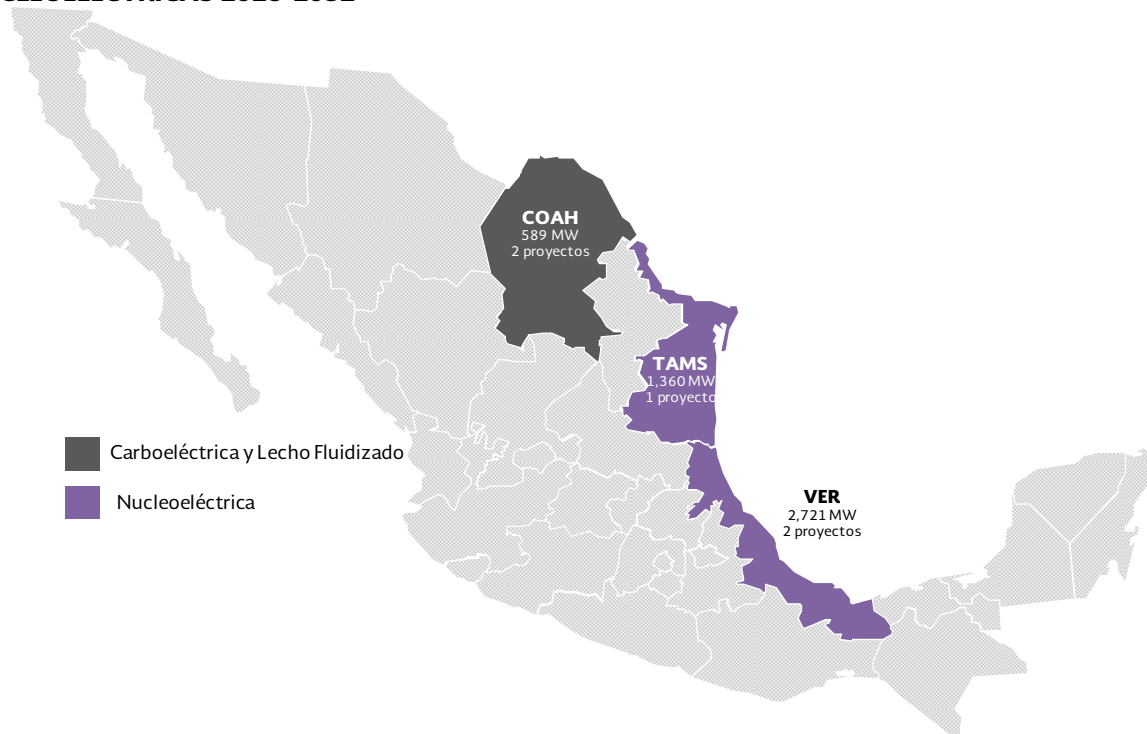 COAH
589 MW
2 proyectos
TAMS
1,360 MW
1 proyecto
Carboeléctrica y Lecho Fluidizado
Nucleoeléctrica
VER
2,721 MW
2 proyectos